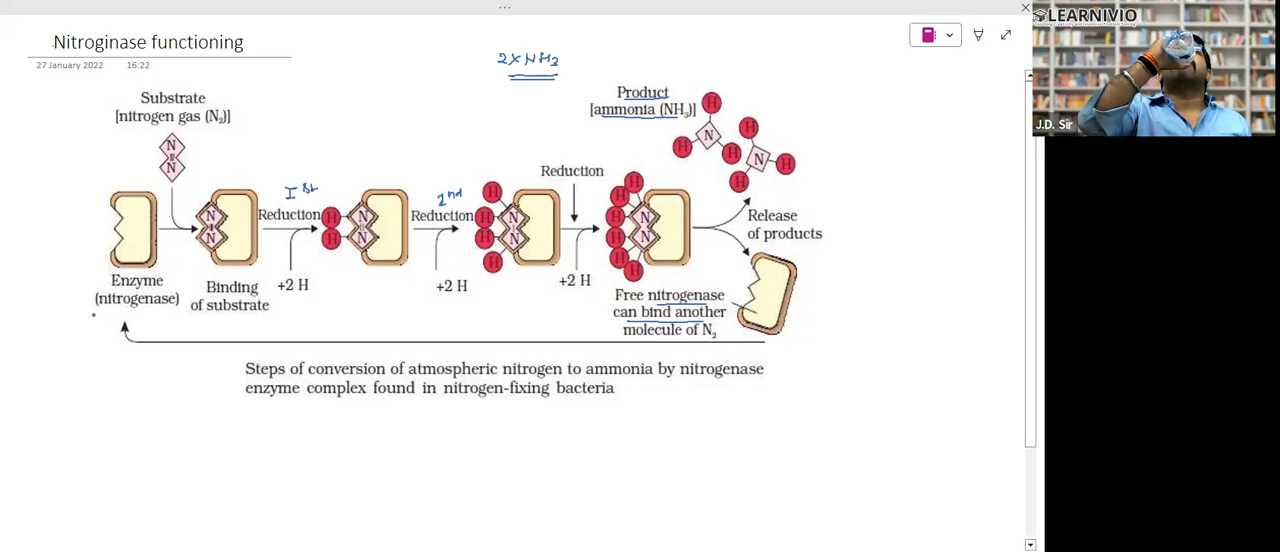 Nitroginase functioning
27 January 2022 16:22
2 x NH3
Substrate
[nitrogen gas (N2)]
Product
[ammonia (NH3)]
N
N
H
N
H
H
H
N
H
H
Enzyme
(nitrogenase)
N
N
Binding
of substrate
I st
Reduction
+2 H
H
H
N
N
2nd
Reduction
+2 H
H
H
H
H
N
N
Reduction
+2 H
H
H
H
H
H
H
N
N
Release
of products
Free nitrogenase
can bind another
molecule of N2
Steps of conversion of atmospheric nitrogen to ammonia by nitrogenase
enzyme complex found in nitrogen-fixing bacteria
LEARNIVIO
J.D. Sir